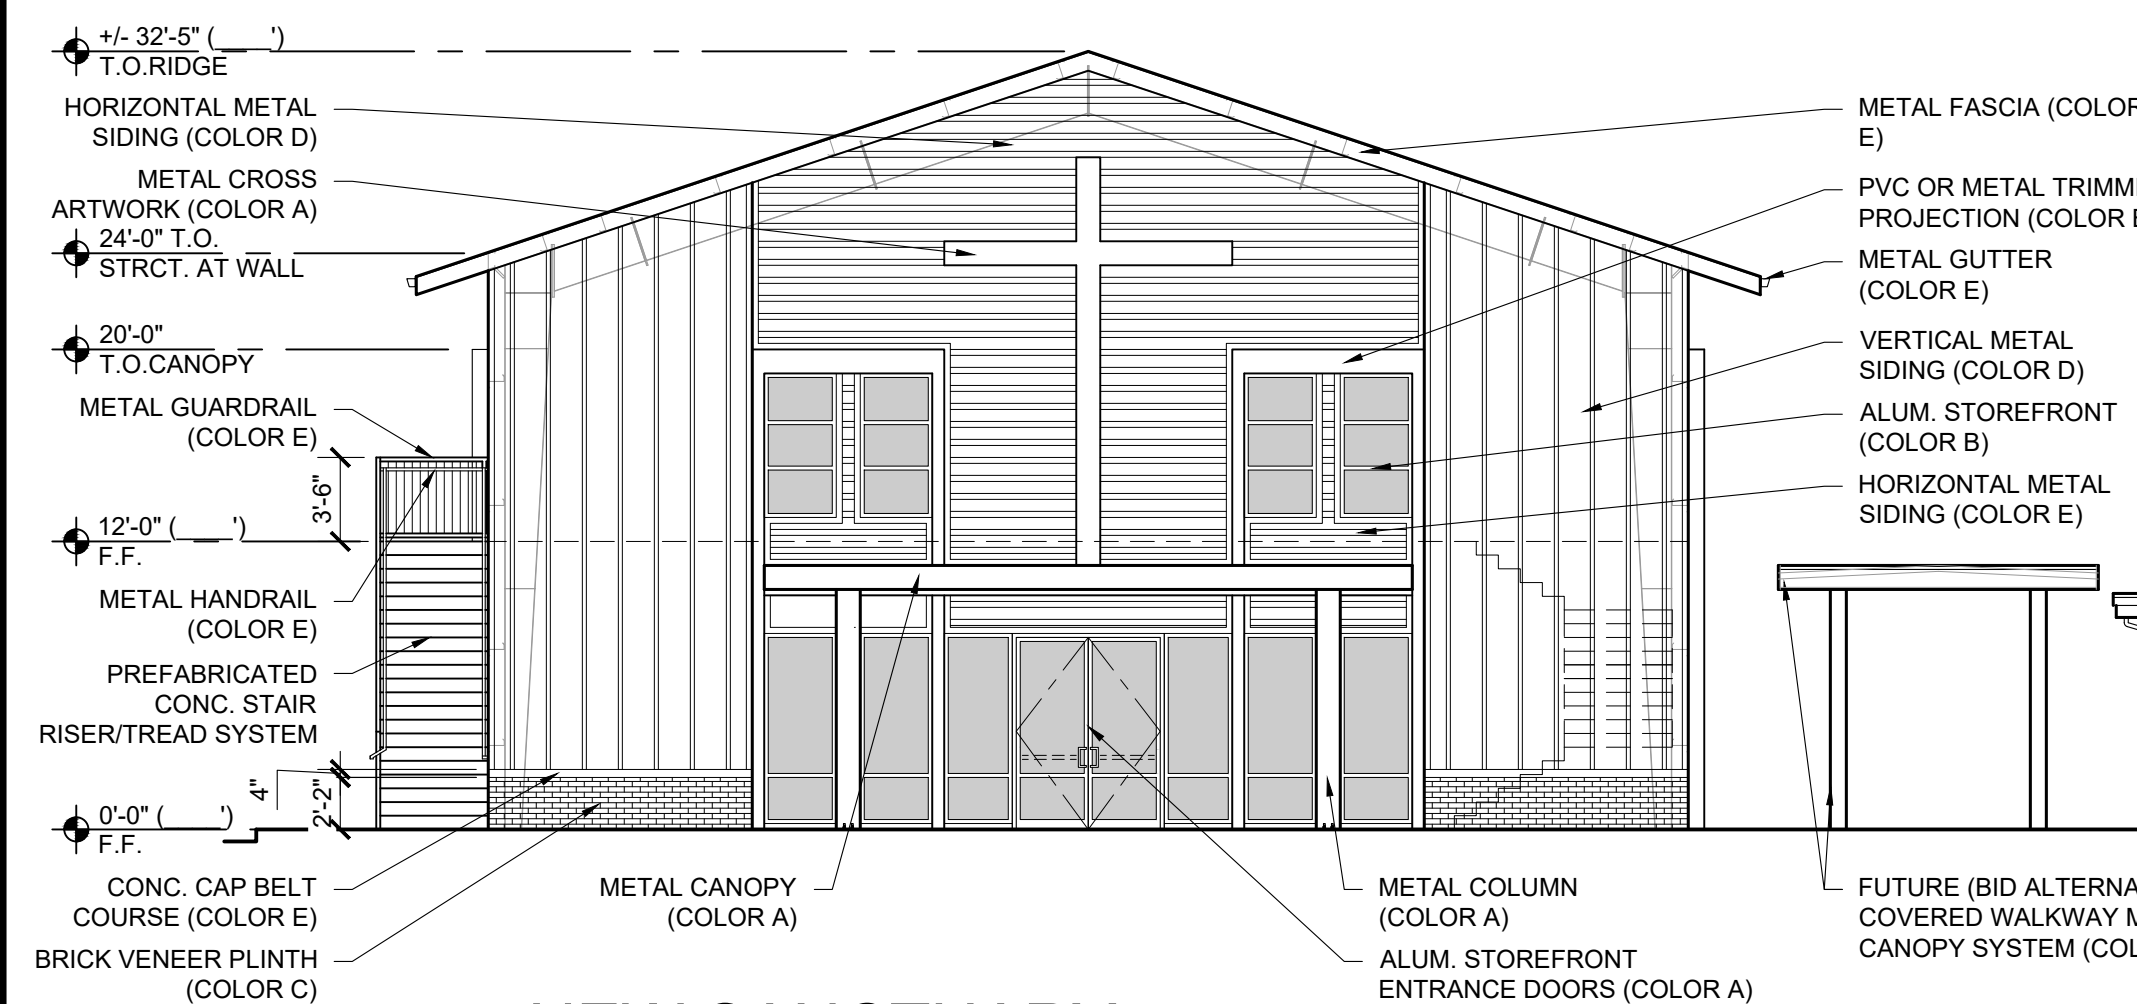 +/- 32'-5" (____')
T.O.RIDGE
HORIZONTAL METAL
SIDING (COLOR D)
METAL CROSS
ARTWORK (COLOR A)
24'-0" T.O.
STRCT. AT WALL
20'-0"
T.O.CANOPY
METAL GUARDRAIL
(COLOR E)
3'-6"
12'-0" (___')
F.F.
METAL HANDRAIL
(COLOR E)
PREFABRICATED
CONC. STAIR
RISER/TREAD SYSTEM
4"
2'-2"
0'-0" (____')
F.F.
CONC. CAP BELT
COURSE (COLOR E)
BRICK VENEER PLINTH
(COLOR C)
METAL CANOPY
(COLOR A)
METAL COLUMN
(COLOR A)
ALUM. STOREFRONT
ENTRANCE DOORS (COLOR A)
METAL FASCIA (COLOR
E)
PVC OR METAL
PROJECTION (COLOR
METAL GUTTER
(COLOR E)
VERTICAL METAL
SIDING (COLOR D)
ALUM. STOREFRONT
(COLOR B)
HORIZONTAL METAL
SIDING (COLOR E)
FUTURE (BID
COVERED WALKWAY
CANOPY SYSTEM